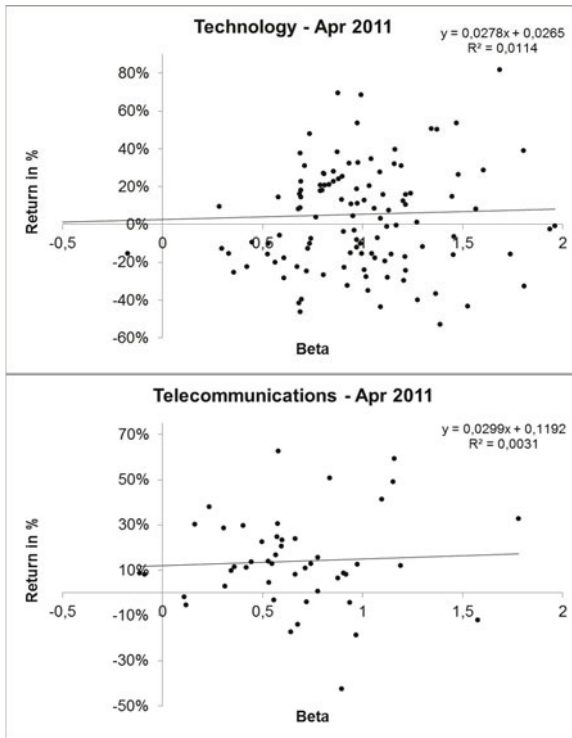 Technology - Apr 2011
y = 0,0278x + 0,0265
R² = 0,0114
80%
60%
40%
20%
0%
-0,5 0 0,5 1 1,5 2
-20%
-40%
-60%
Return in %
Beta
Telecommunications - Apr 2011
y = 0,0299x + 0,1192
R² = 0,0031
70%
50%
30%
10%
-0,5 0 0,5 1 1,5 2
-10%
-30%
-50%
Return in %
Beta